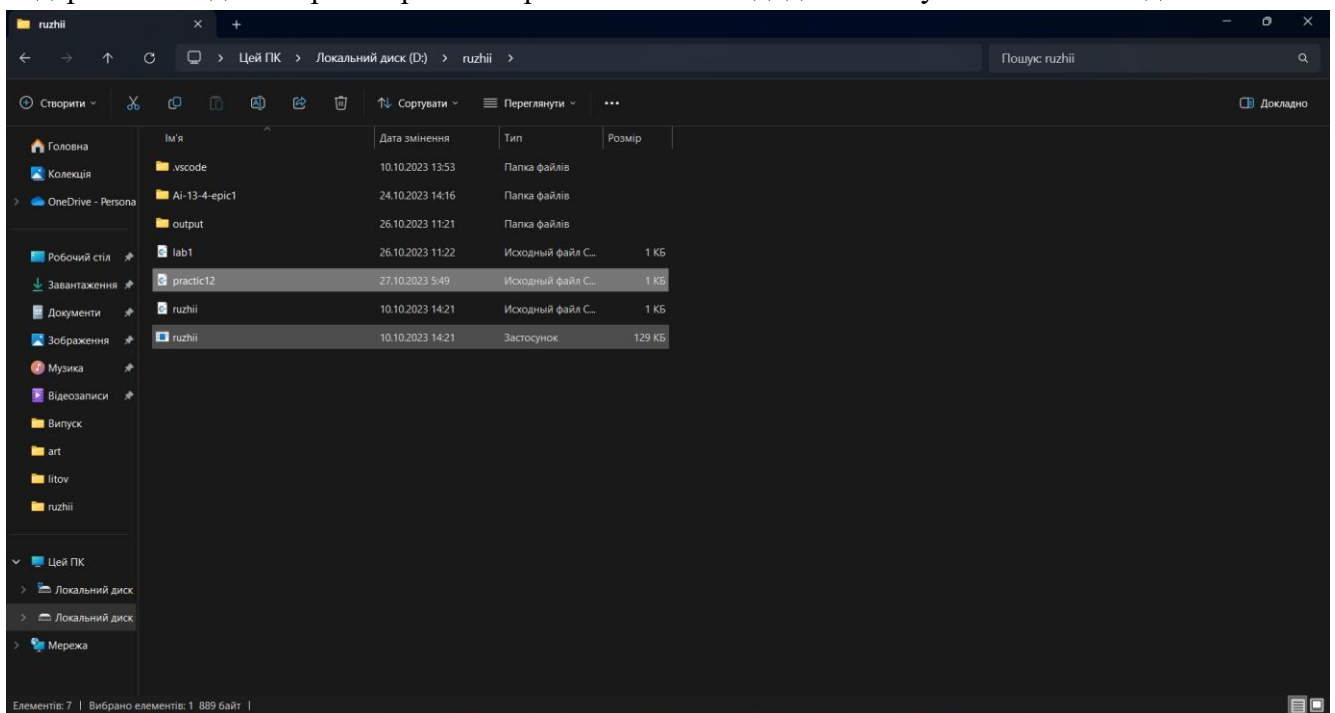 ruzhii
Цей ПК > Локальний диск (D:) > ruzhii >
Пошук: ruzhii
Створити
Сортувати
Переглянути
Докладно
Ім'я Дата змінення Тип Розмір
.vscode 10.10.2023 13:53 Папка файлів
Ai-13-4-epic1 24.10.2023 14:16 Папка файлів
output 26.10.2023 11:21 Папка файлів
lab1 26.10.2023 11:22 Исходный файл C... 1 КБ
practic12 27.10.2023 5:49 Исходный файл C... 1 КБ
ruzhii 10.10.2023 14:21 Исходный файл C... 1 КБ
ruzhii 10.10.2023 14:21 Застосунок 129 КБ
Головна
Колекція
OneDrive - Persona
Робочий стіл
Завантаження
Документи
Зображення
Музика
Відеозаписи
Випуск
art
litov
ruzhii
Цей ПК
Локальний диск
Локальний диск
Мережа
Елементів: 7 | Вибрано елементів: 1 889 байт |